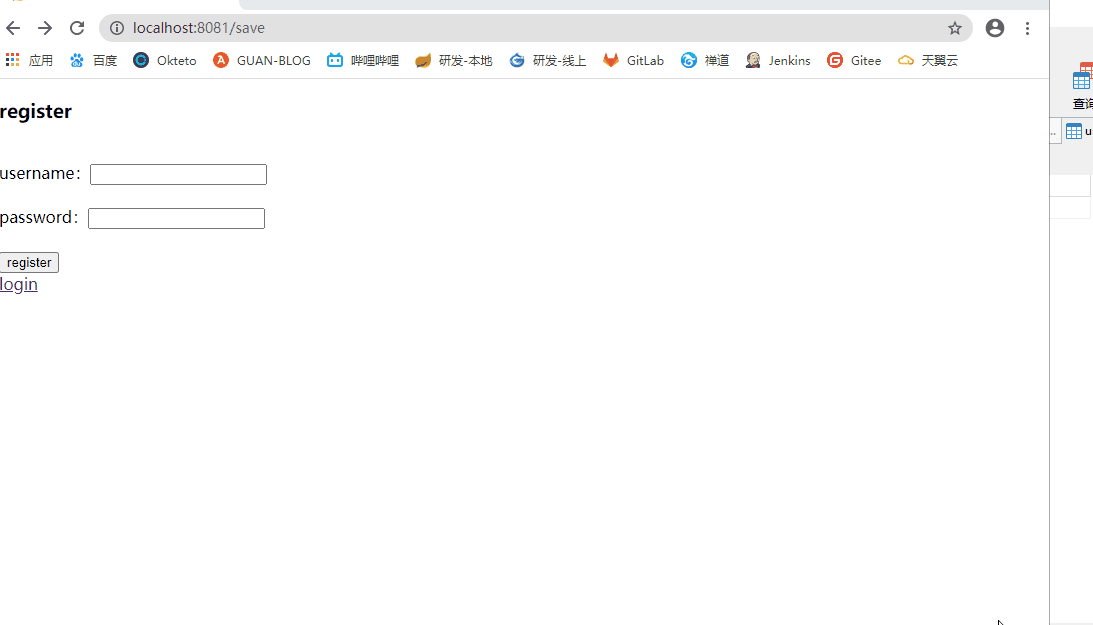 localhost:8081/save
应用 百度 Okteto GUAN-BLOG 哔哩哔哩 研发-本地 研发-线上 GitLab 禅道 Jenkins Gitee 天翼云
register
查询
username：
password：
register
login